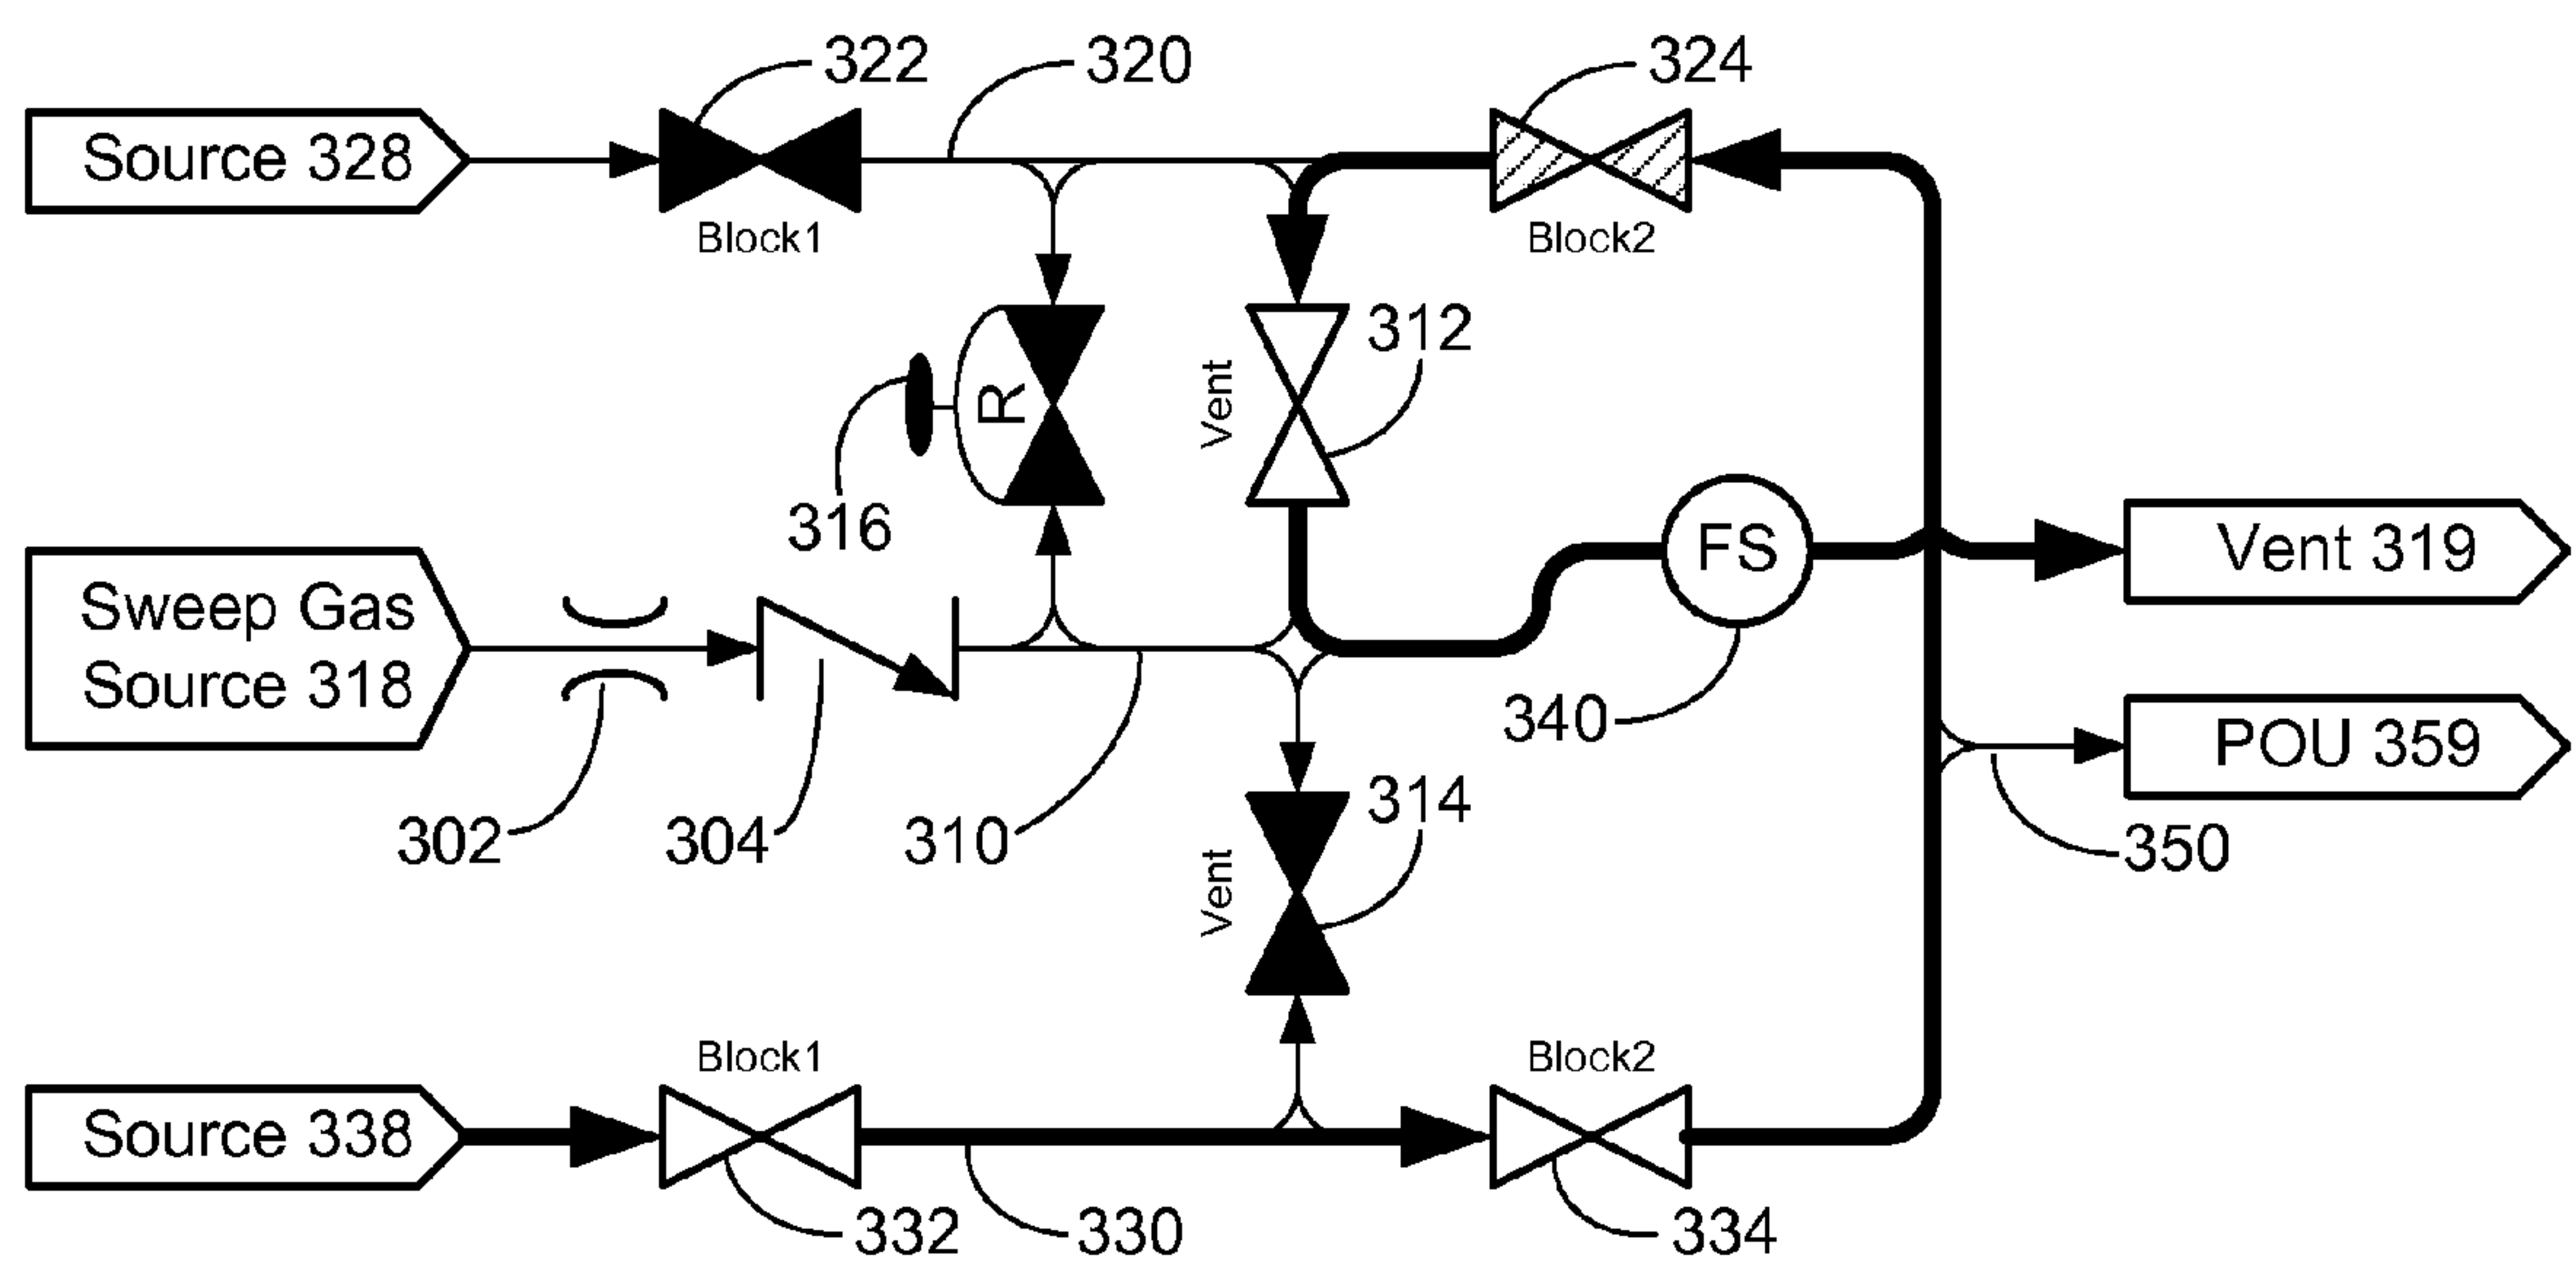 322
320
324
Source 328
Block1
Block2
312
Vent
R
316
FS
Vent 319
Sweep Gas
Source 318
340
POU 359
314
302
304
310
Vent
350
Block1
Block2
Source 338
332
330
334